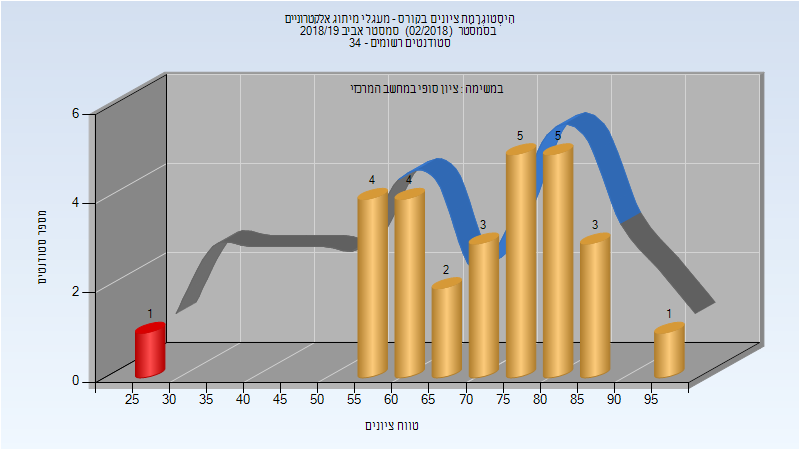 היסטוגרמת ציונים בקורס - מעגלי מיתוג אלקטרוניים
בסמסטר  (02/2018)  סמסטר אביב 2018/19
סטודנטים רשומים - 34
במשימה : ציון סופי במחשב המרכזי
6
4
2
0
מספר סטודנטים
1
4
4
2
3
5
5
3
1
25 30 35 40 45 50 55 60 65 70 75 80 85 90 95
טווח ציונים